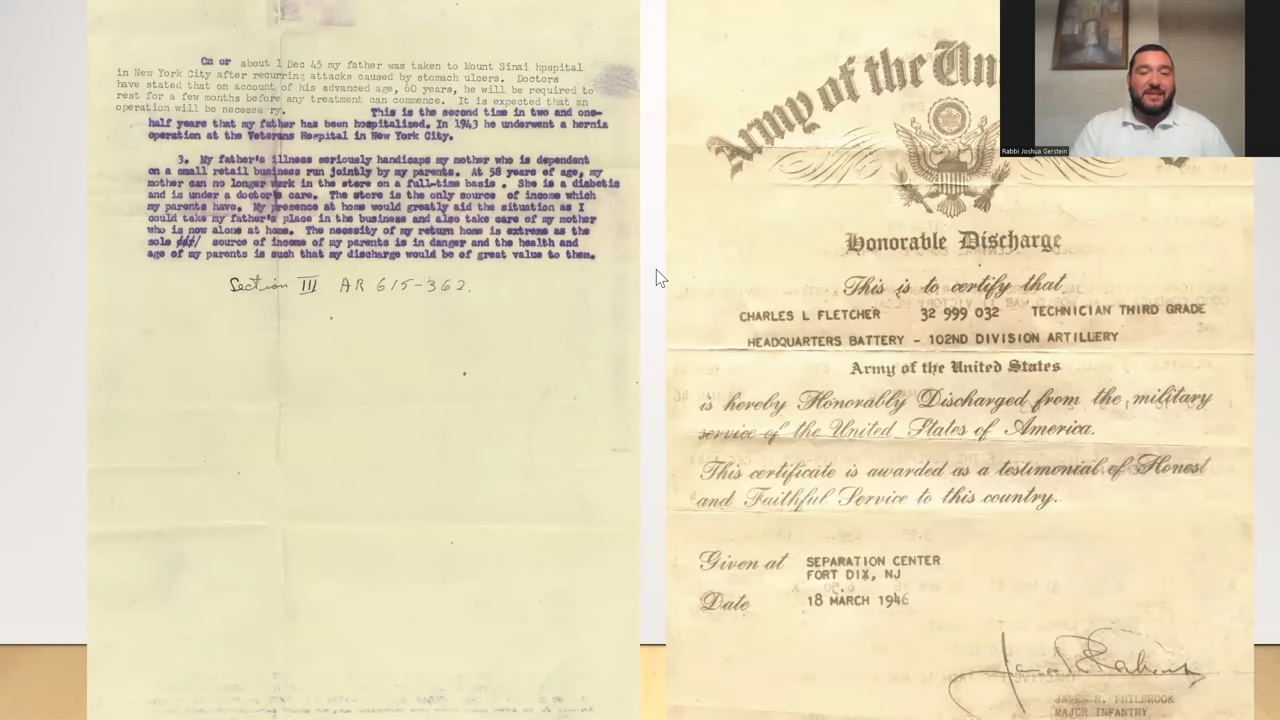 On or about 1 Dec 45 my father was taken to Mount Sinai hpspital
in New York City after recurring attacks caused by stomach ulcers. Doctors
have stated that on account of his advanced age, 60 years, he will be required to
rest for a few months before any treatment can commence. It is expected that an
operation will be necessary. This is the second time in two and one-
half years that my father has been hospitalized. In 1943 he underwent a hernia
operation at the Veterans Hospital in New York City.
3. My father's illness seriously handicaps my mother who is dependent
on a small retail business run jointly by my parents. At 58 years of age, my
mother can no longer work in the store on a full-time basis . She is a diabetic
and is under a doctor's care. The store is the only source of income which
my parents have. My presence at home would greatly aid the situation as I
could take my father's place in the business and also take care of my mother
who is now alone at home. The necessity of my return home is extreme as the
sole source of income of my parents is in danger and the health and
age of my parents is such that my discharge would be of great value to them.
Section III AR 615-362.
Army of the Un
Honorable Discharge
This is to certify that
CHARLES L FLETCHER 32 999 032 TECHNICIAN THIRD GRADE
HEADQUARTERS BATTERY - 102ND DIVISION ARTILLERY
Army of the United States
is hereby Honorably Discharged from the military
service of the United States of America.
This certificate is awarded as a testimonial of Honest
and Faithful Service to this country.
Given at SEPARATION CENTER
FORT DIX, NJ
Date 18 MARCH 1946
JAMES R. PHILBROOK
MAJOR INFANTRY
Rabbi Joshua Gerstein